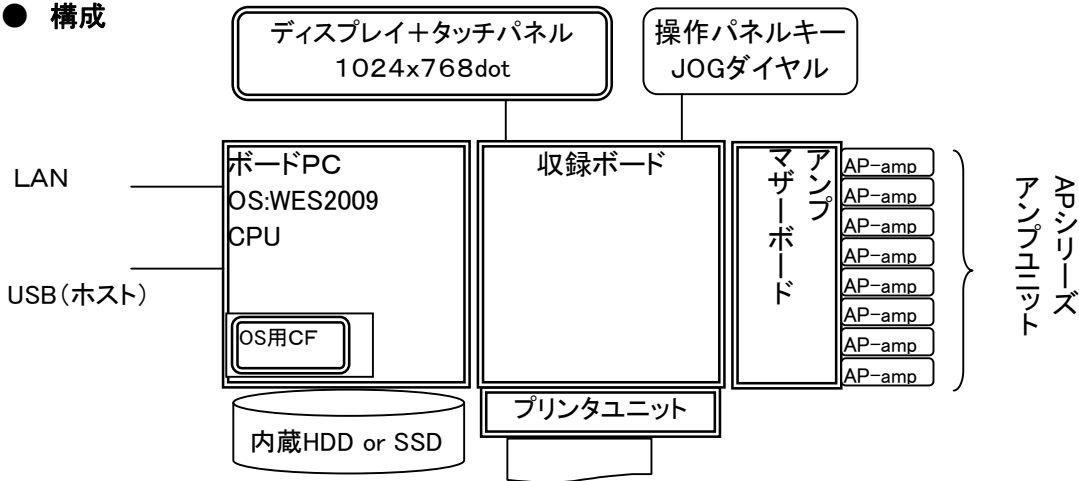 ● 構成
ディスプレイ+タッチパネル
1024x768dot
操作パネルキー
JOGダイヤル
LAN
USB(ホスト)
ボードPC
OS:WES2009
CPU
OS用CF
収録ボード
アンプ
マザーボード
AP-amp
AP-amp
AP-amp
AP-amp
AP-amp
AP-amp
AP-amp
AP-amp
APシリーズ
アンプユニット
内蔵HDD or SSD
プリンタユニット